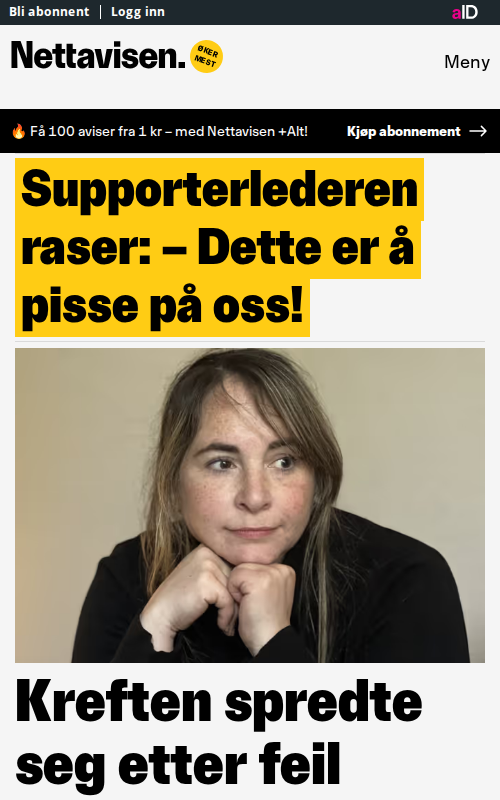 Bli abonnent | Logg inn
aID
Nettavisen.
ØKER
MEST
Meny
🔥 Få 100 aviser fra 1 kr – med Nettavisen +Alt!
Kjøp abonnement →
Supporterlederen
raser: – Dette er å
pisse på oss!
Kreften spredte
seg etter feil